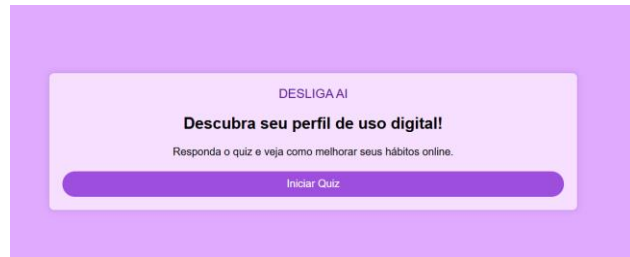 DESLIGA AI
Descubra seu perfil de uso digital!
Responda o quiz e veja como melhorar seus hábitos online.
Iniciar Quiz